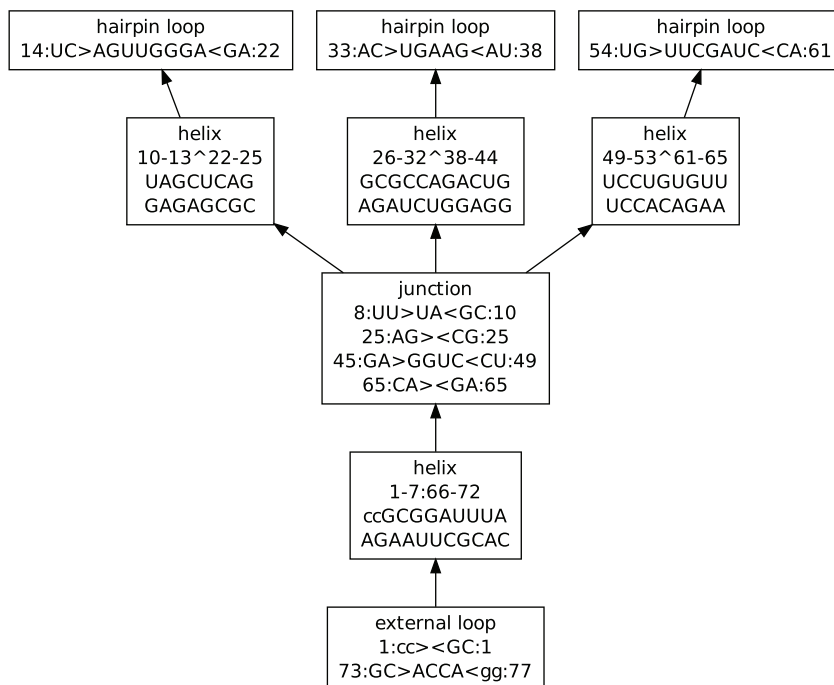 hairpin loop
14:UC>AGUUGGGA<GA:22
hairpin loop
33:AC>UGAAG<AU:38
hairpin loop
54:UG>UUCGAUC<CA:61
helix
10-13^22-25
UAGCUCAG
GAGAGCGC
helix
26-32^38-44
GCGCCAGACUG
AGAUCUGGAGG
helix
49-53^61-65
UCCUGUGUU
UCCACAGAA
junction
8:UU>UA<GC:10
25:AG><CG:25
45:GA>GGUC<CU:49
65:CA><GA:65
helix
1-7:66-72
ccGCGGAUUUA
AGAAUUCGCAC
external loop
1:cc><GC:1
73:GC>ACCA<gg:77